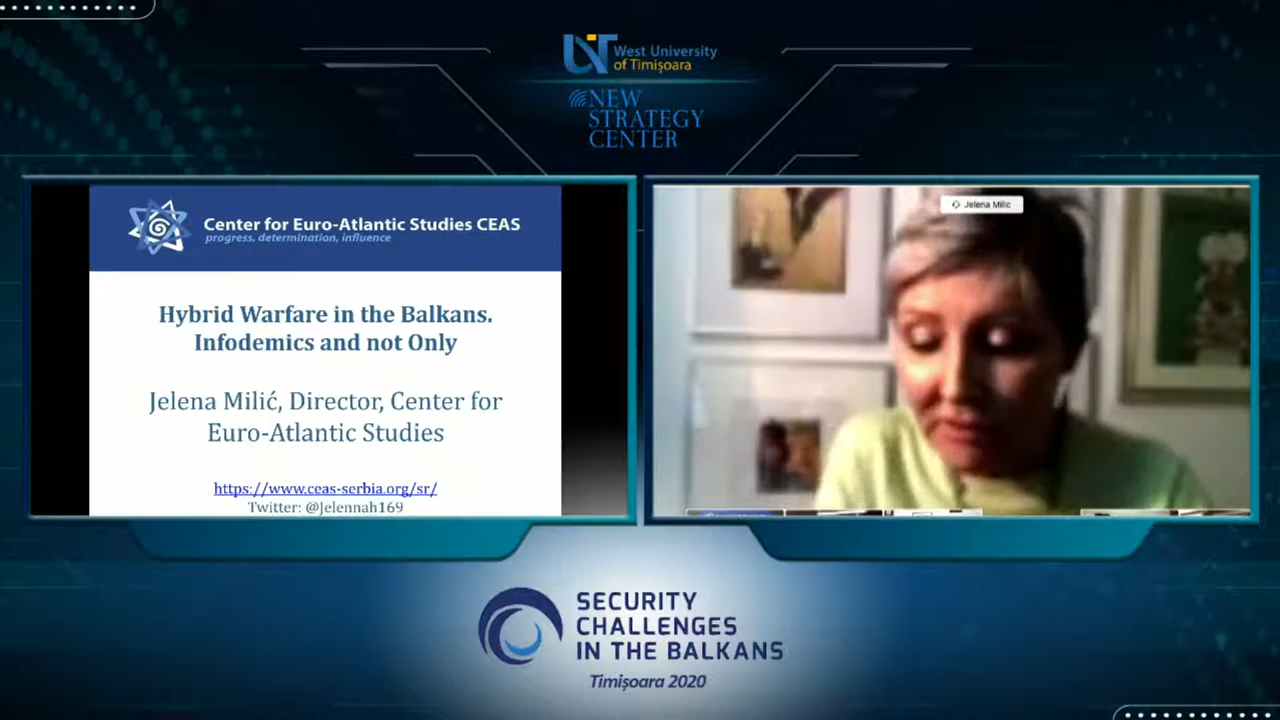 West University
of Timișoara
NEW
STRATEGY
CENTER
Center for Euro-Atlantic Studies CEAS
progress, determination, influence
Hybrid Warfare in the Balkans.
Infodemics and not Only
Jelena Milić, Director, Center for
Euro-Atlantic Studies
https://www.ceas-serbia.org/sr/
Twitter: @Jelennah169
Jelena Milic
SECURITY
CHALLENGES
IN THE BALKANS
Timișoara 2020